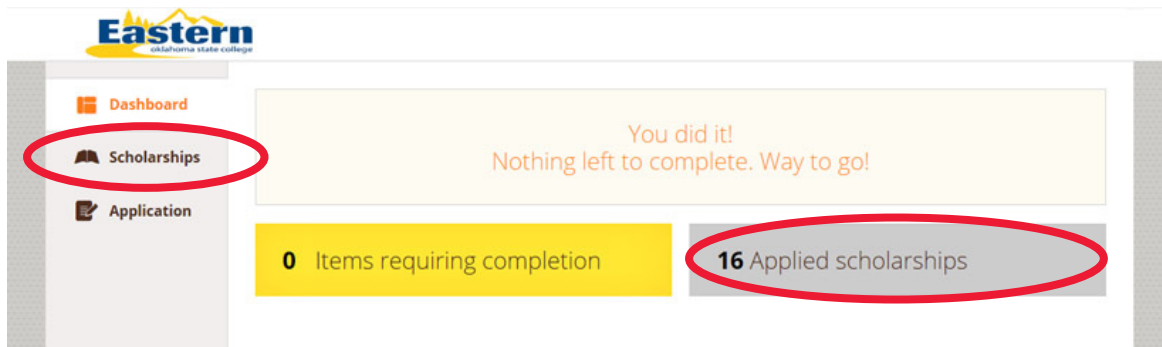 Eastern
oklahoma state college
Dashboard
Scholarships
Application
You did it!
Nothing left to complete. Way to go!
0 Items requiring completion
16 Applied scholarships